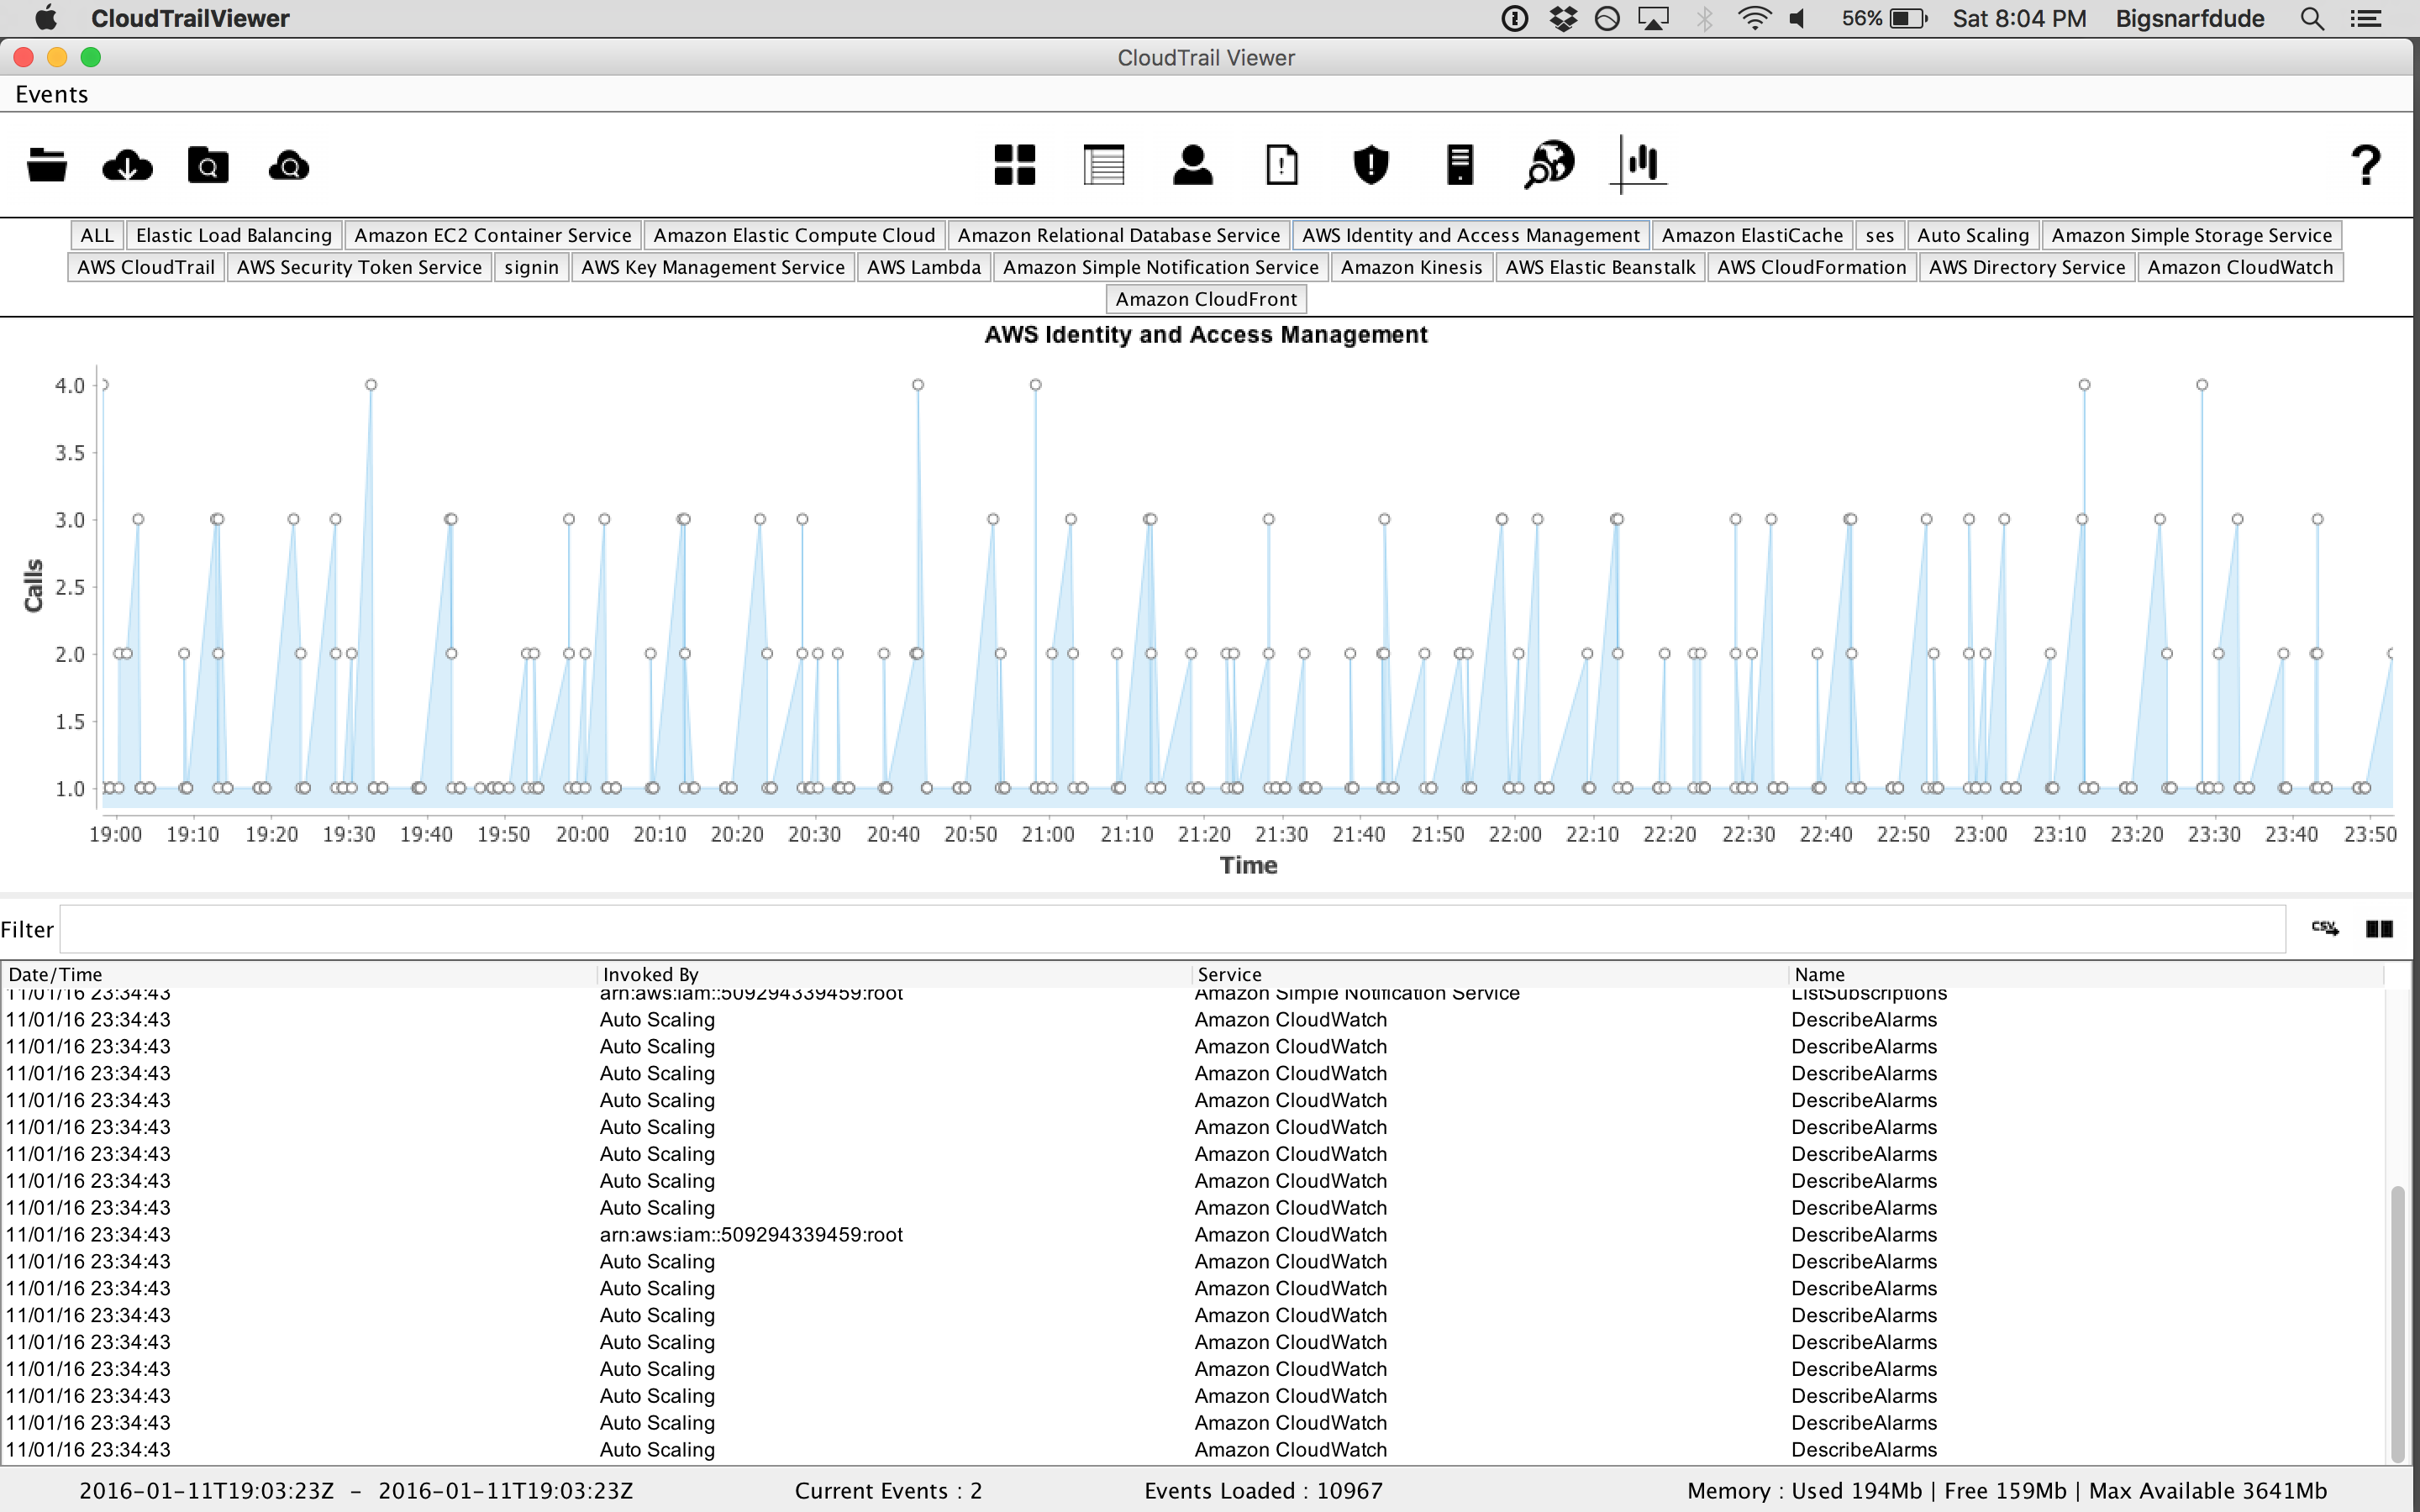 CloudTrailViewer 56% Sat 8:04 PM Bigsnarfdude
CloudTrail Viewer
Events
?
ALL Elastic Load Balancing Amazon EC2 Container Service Amazon Elastic Compute Cloud Amazon Relational Database Service AWS Identity and Access Management Amazon ElastiCache ses Auto Scaling Amazon Simple Storage Service
AWS CloudTrail AWS Security Token Service signin AWS Key Management Service AWS Lambda Amazon Simple Notification Service Amazon Kinesis AWS Elastic Beanstalk AWS CloudFormation AWS Directory Service Amazon CloudWatch
Amazon CloudFront
AWS Identity and Access Management
4.0
3.5
3.0
2.5
2.0
1.5
1.0
Calls
19:00 19:10 19:20 19:30 19:40 19:50 20:00 20:10 20:20 20:30 20:40 20:50 21:00 21:10 21:20 21:30 21:40 21:50 22:00 22:10 22:20 22:30 22:40 22:50 23:00 23:10 23:20 23:30 23:40 23:50
Time
Filter CSV
Date/Time Invoked By Service Name
11/01/16 23:34:43 arn:aws:iam::509294339459:root Amazon Simple Notification Service ListSubscriptions
11/01/16 23:34:43 Auto Scaling Amazon CloudWatch DescribeAlarms
11/01/16 23:34:43 Auto Scaling Amazon CloudWatch DescribeAlarms
11/01/16 23:34:43 Auto Scaling Amazon CloudWatch DescribeAlarms
11/01/16 23:34:43 Auto Scaling Amazon CloudWatch DescribeAlarms
11/01/16 23:34:43 Auto Scaling Amazon CloudWatch DescribeAlarms
11/01/16 23:34:43 Auto Scaling Amazon CloudWatch DescribeAlarms
11/01/16 23:34:43 Auto Scaling Amazon CloudWatch DescribeAlarms
11/01/16 23:34:43 Auto Scaling Amazon CloudWatch DescribeAlarms
11/01/16 23:34:43 arn:aws:iam::509294339459:root Amazon CloudWatch DescribeAlarms
11/01/16 23:34:43 Auto Scaling Amazon CloudWatch DescribeAlarms
11/01/16 23:34:43 Auto Scaling Amazon CloudWatch DescribeAlarms
11/01/16 23:34:43 Auto Scaling Amazon CloudWatch DescribeAlarms
11/01/16 23:34:43 Auto Scaling Amazon CloudWatch DescribeAlarms
11/01/16 23:34:43 Auto Scaling Amazon CloudWatch DescribeAlarms
11/01/16 23:34:43 Auto Scaling Amazon CloudWatch DescribeAlarms
11/01/16 23:34:43 Auto Scaling Amazon CloudWatch DescribeAlarms
11/01/16 23:34:43 Auto Scaling Amazon CloudWatch DescribeAlarms
2016-01-11T19:03:23Z - 2016-01-11T19:03:23Z Current Events : 2 Events Loaded : 10967 Memory : Used 194Mb | Free 159Mb | Max Available 3641Mb